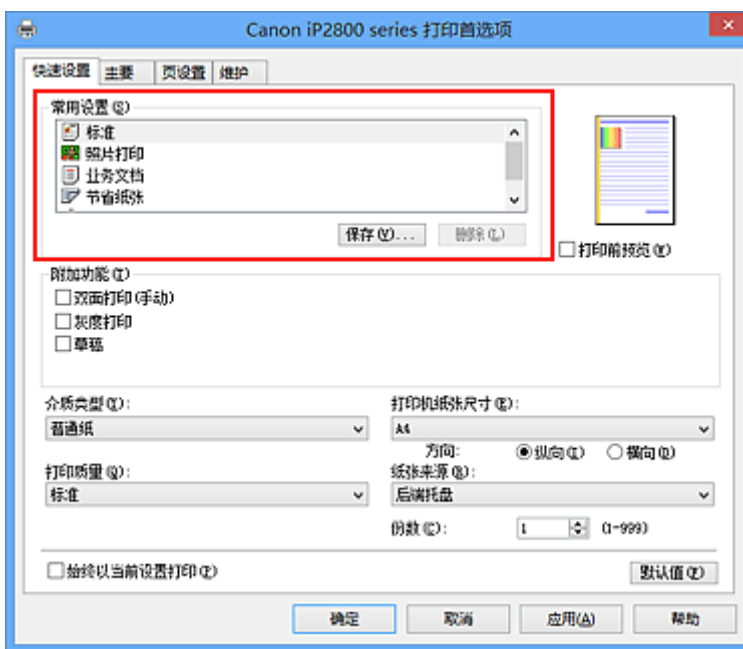 Canon iP2800 series 打印首选项
快速设置 主要 页设置 维护
常用设置(S)
标准
照片打印
业务文档
节省纸张
保存(V)... 删除(L)
打印前预览(W)
附加功能(T)
双面打印(手动)
灰度打印
草稿
介质类型(Y): 打印机纸张尺寸(E):
普通纸 A4
方向: 纵向(I) 横向(D)
打印质量(Q): 纸张来源(R):
标准 后端托盘
份数(C): 1 (1-999)
始终以当前设置打印(P) 默认值(F)
确定 取消 应用(A) 帮助